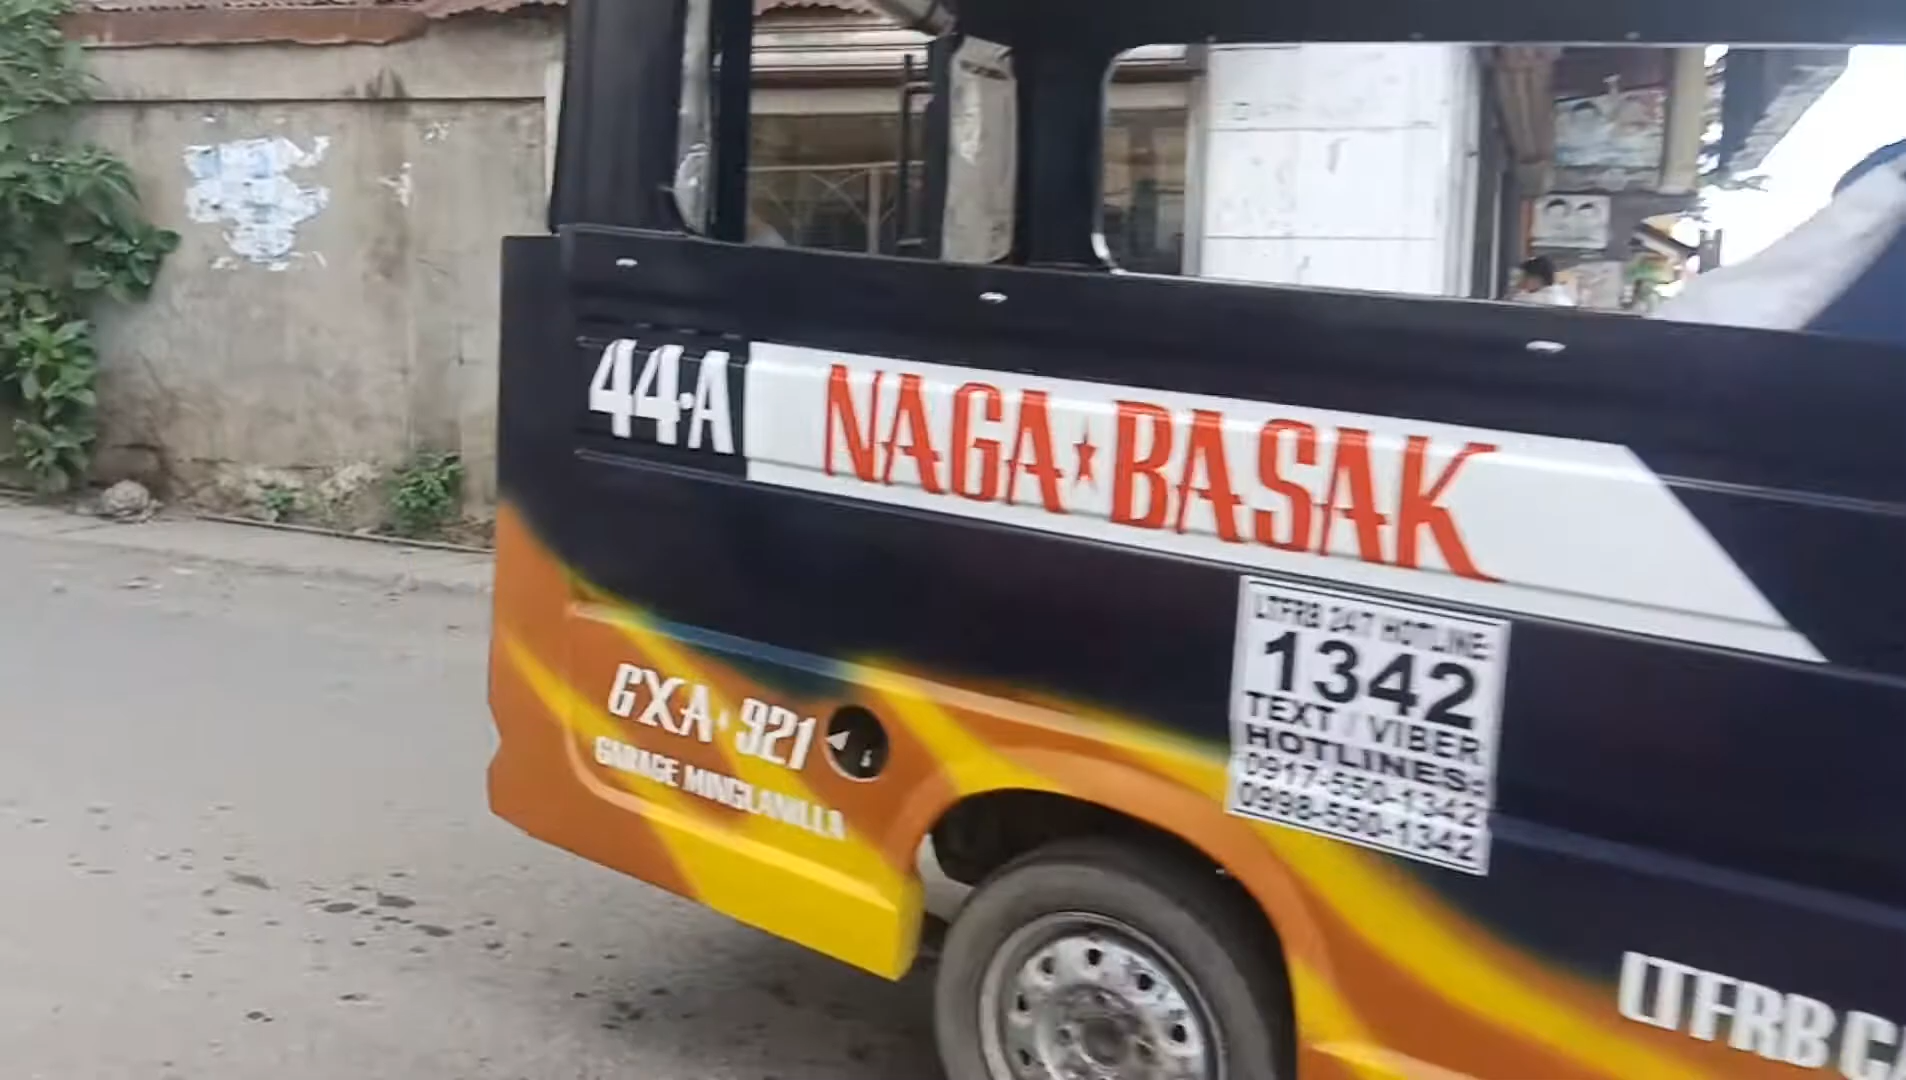 44-A
NAGA★BASAK
LTFRB 24/7 HOTLINE:
1342
TEXT / VIBER
HOTLINES:
0917-550-1342
0998-550-1342
GXA·921
GARAGE MINGLANILLA
LTFRB